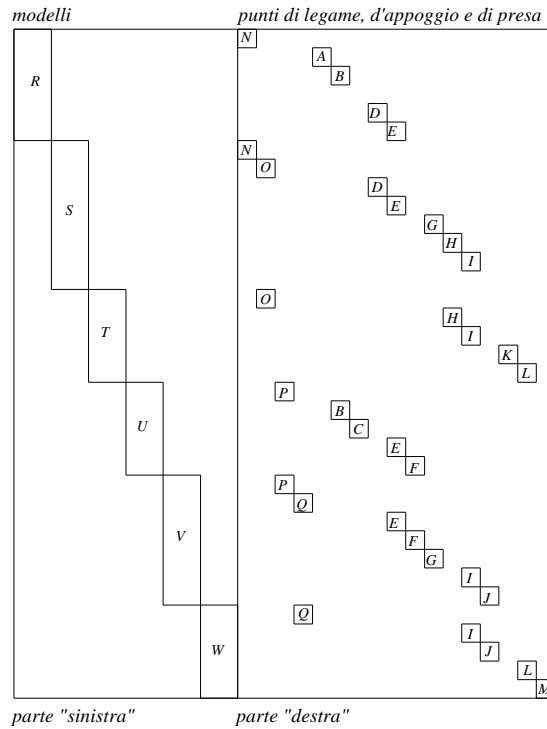 modelli punti di legame, d'appoggio e di presa
N
A
R B
D
E
N
O
D
S E
G
H
I
O
H
T I
K
L
P
B
U C
E
F
P
Q
E
V F
G
I
J
Q
I
W J
L
M
parte "sinistra" parte "destra"